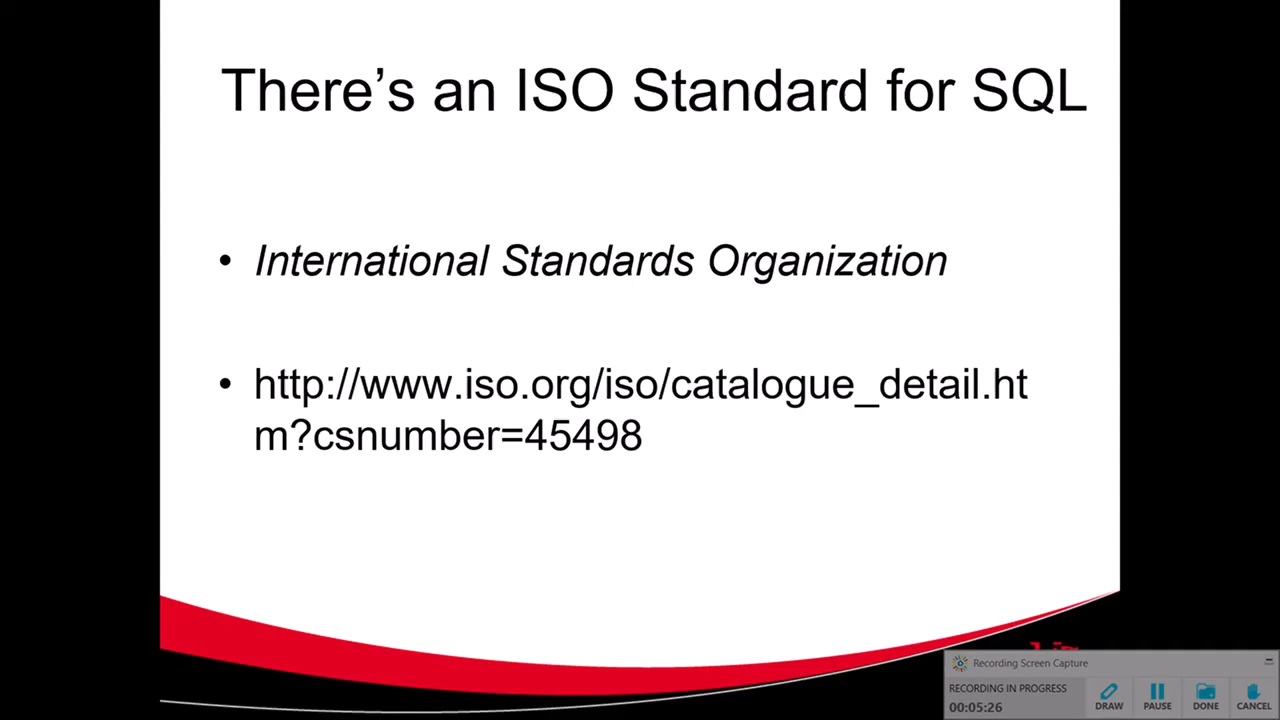 There’s an ISO Standard for SQL
• International Standards Organization
• http://www.iso.org/iso/catalogue_detail.ht
m?csnumber=45498
Recording Screen Capture
RECORDING IN PROGRESS
00:05:26
DRAW PAUSE DONE CANCEL